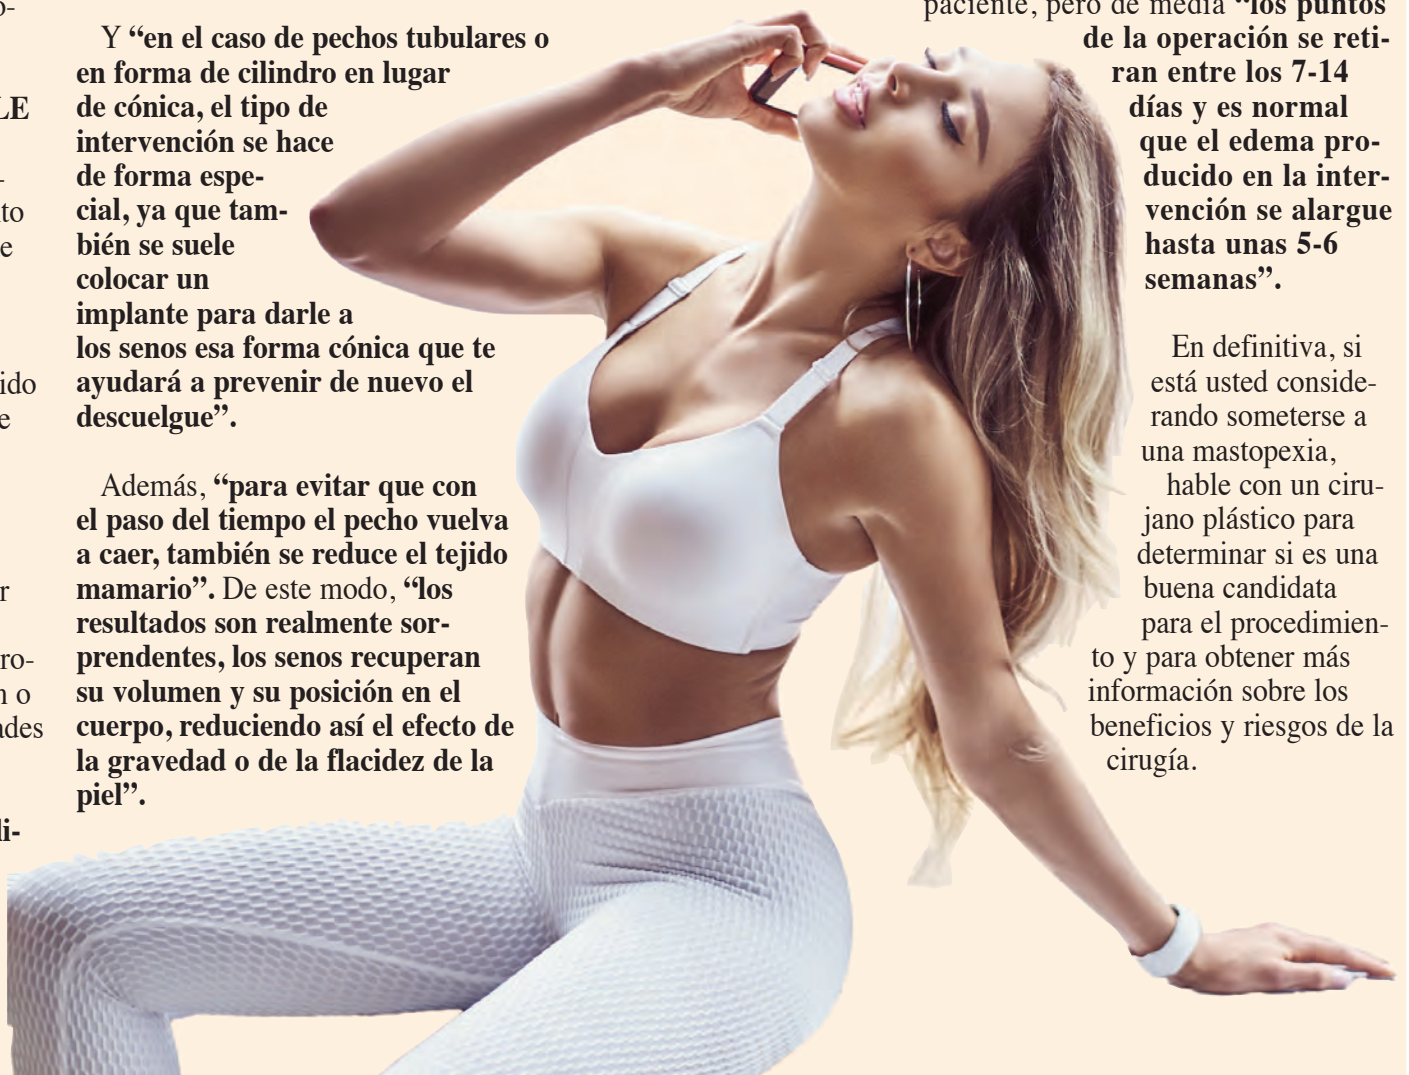 o-
LE
-
to
e
ido
e
r
ro-
n o
ades
li-
Y “en el caso de pechos tubulares o
en forma de cilindro en lugar
de cónica, el tipo de
intervención se hace
de forma espe-
cial, ya que tam-
bién se suele
colocar un
implante para darle a
los senos esa forma cónica que te
ayudará a prevenir de nuevo el
descuelgue”.
Además, “para evitar que con
el paso del tiempo el pecho vuelva
a caer, también se reduce el tejido
mamario”. De este modo, “los
resultados son realmente sor-
prendentes, los senos recuperan
su volumen y su posición en el
cuerpo, reduciendo así el efecto de
la gravedad o de la flacidez de la
piel”.
paciente, pero de media “los puntos
de la operación se reti-
ran entre los 7-14
días y es normal
que el edema pro-
ducido en la inter-
vención se alargue
hasta unas 5-6
semanas”.
En definitiva, si
está usted conside-
rando someterse a
una mastopexia,
hable con un ciru-
jano plástico para
determinar si es una
buena candidata
para el procedimien-
to y para obtener más
información sobre los
beneficios y riesgos de la
cirugía.